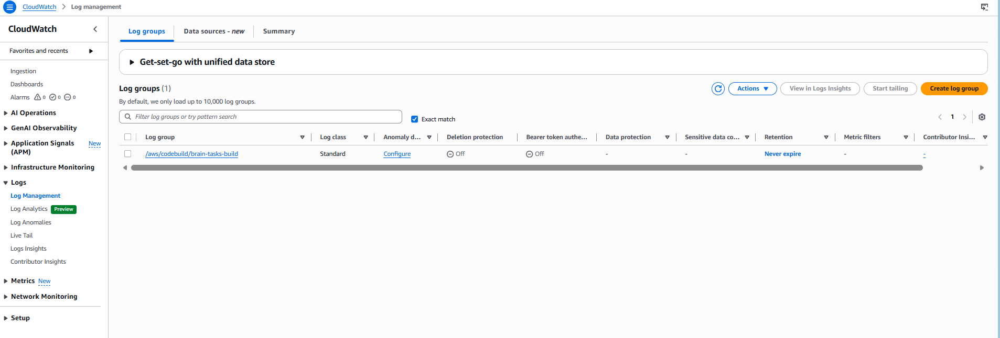 CloudWatch > Log management
CloudWatch
Favorites and recents
Ingestion
Dashboards
Alarms 0 0 0
AI Operations
GenAI Observability
Application Signals (APM) New
Infrastructure Monitoring
Logs
Log Management
Log Analytics Preview
Log Anomalies
Live Tail
Logs Insights
Contributor Insights
Metrics New
Network Monitoring
Setup
Log groups Data sources - new Summary
Get-set-go with unified data store
Log groups (1)
Actions View in Logs Insights Start tailing Create log group
By default, we only load up to 10,000 log groups.
Filter log groups or try pattern search Exact match 1
Log group Log class Anomaly d... Deletion protection Bearer token authe... Data protection Sensitive data co... Retention Metric filters Contributor Insi...
/aws/codebuild/brain-tasks-build Standard Configure Off Off - - Never expire - -